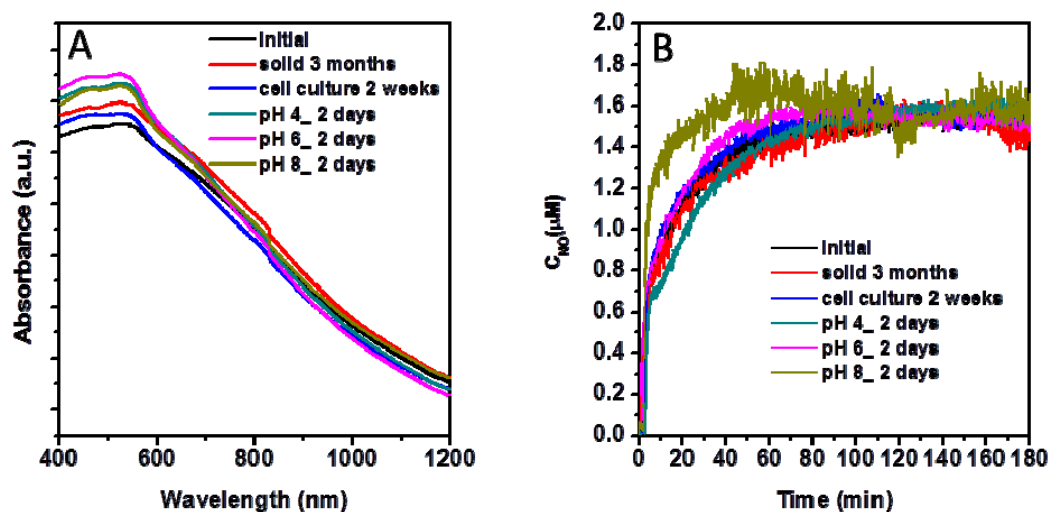 A
Initial
solid 3 months
cell culture 2 weeks
pH 4_ 2 days
pH 6_ 2 days
pH 8_ 2 days
Absorbance (a.u.)
400 600 800 1000 1200
Wavelength (nm)
B
2.0
1.8
1.6
1.4
1.2
1.0
0.8
0.6
0.4
0.2
0.0
C_NO(µM)
Initial
solid 3 months
cell culture 2 weeks
pH 4_ 2 days
pH 6_ 2 days
pH 8_ 2 days
0 20 40 60 80 100 120 140 160 180
Time (min)